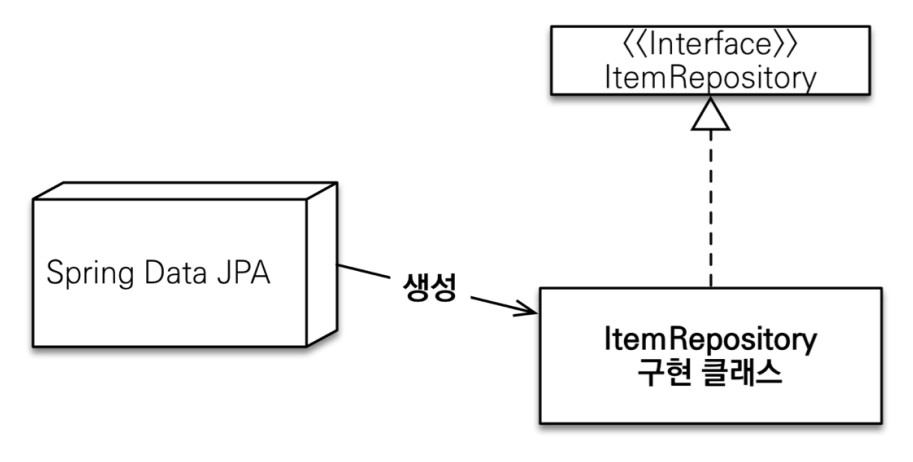 《Interface》
ItemRepository
Spring Data JPA
생성
ItemRepository
구현 클래스